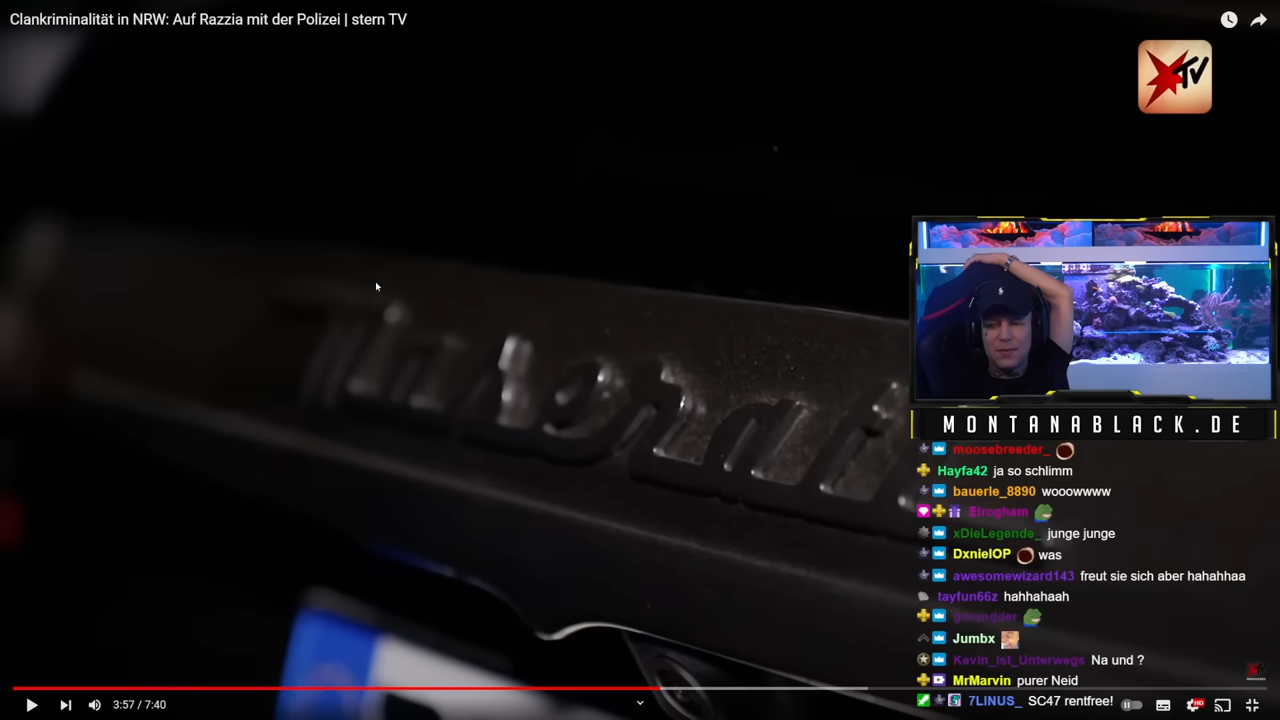 Clankriminalität in NRW: Auf Razzia mit der Polizei | stern TV
TV
MONTANABLACK.DE
moosebreeder_
Hayfa42 ja so schlimm
bauerle_8890 wooowwww
Elrogham
xDieLegende_ junge junge
DxnielOP was
awesomewizard143 freut sie sich aber hahahhaa
tayfun66z hahhahaah
Jumbx
Kevin_Ist_Unterwegs Na und ?
MrMarvin purer Neid
7LINUS_ SC47 rentfree!
3:57 / 7:40
HD